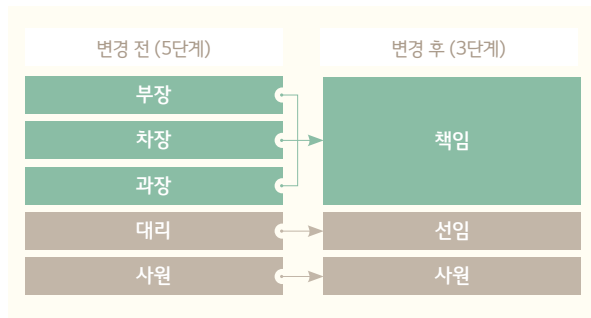 변경 전 (5단계)
변경 후 (3단계)
부장
차장
과장
대리
사원
책임
선임
사원